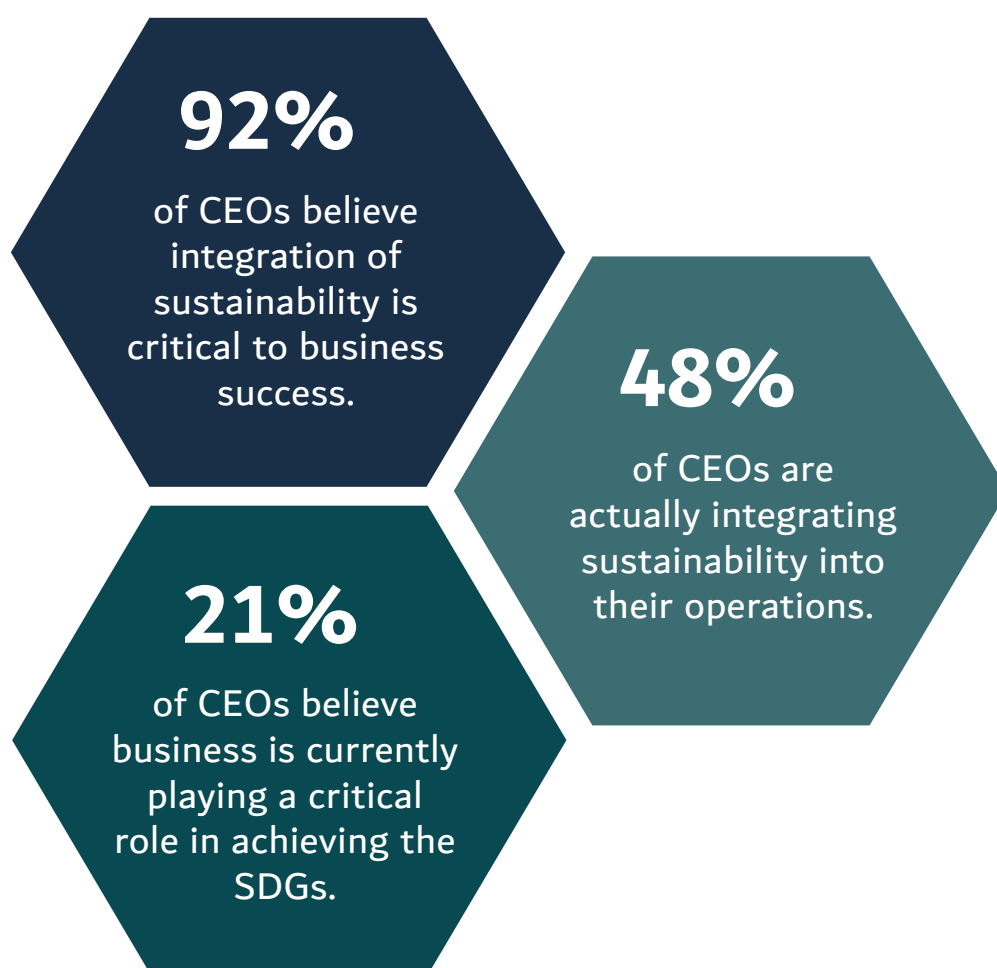 92%
of CEOs believe
integration of
sustainability is
critical to business
success.
48%
of CEOs are
actually integrating
sustainability into
their operations.
21%
of CEOs believe
business is currently
playing a critical
role in achieving the
SDGs.